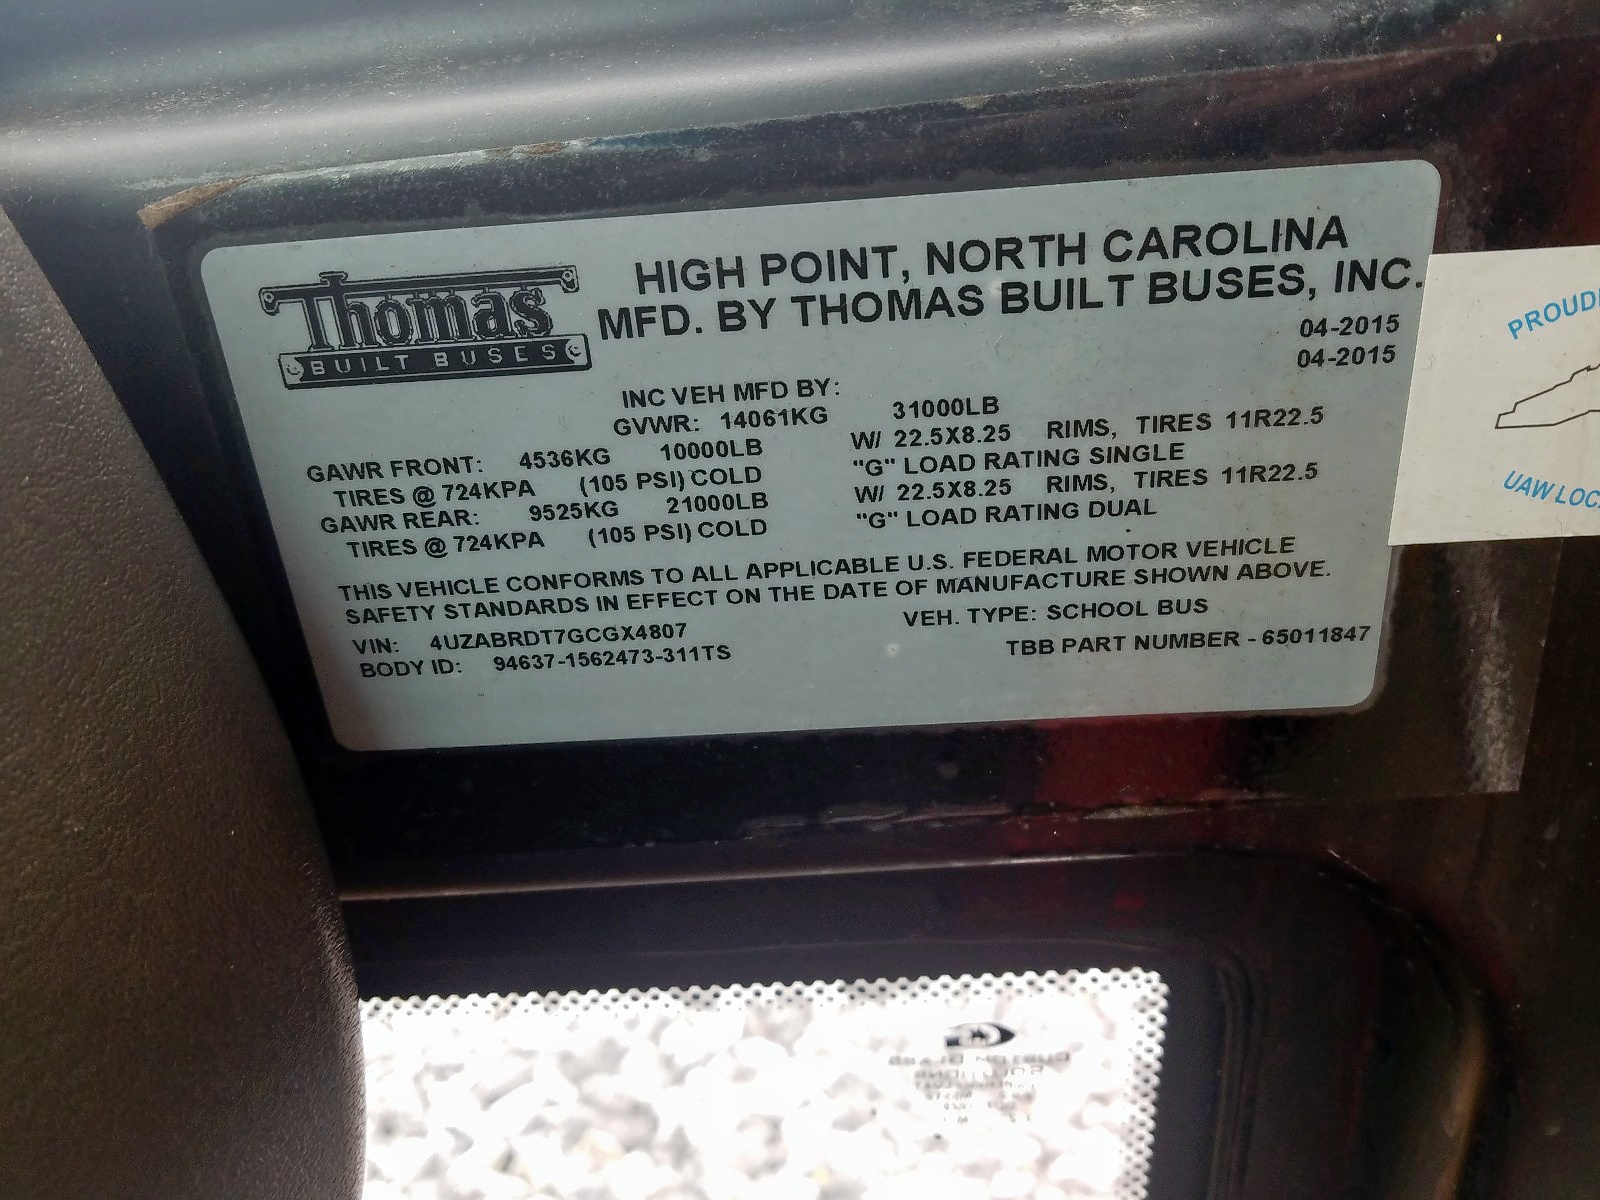 Thomas
BUILT BUSES
HIGH POINT, NORTH CAROLINA
MFD. BY THOMAS BUILT BUSES, INC.
04-2015
04-2015
INC VEH MFD BY:
GVWR: 14061KG 31000LB
GAWR FRONT: 4536KG 10000LB W/ 22.5X8.25 RIMS, TIRES 11R22.5
TIRES @ 724KPA (105 PSI) COLD "G" LOAD RATING SINGLE
GAWR REAR: 9525KG 21000LB W/ 22.5X8.25 RIMS, TIRES 11R22.5
TIRES @ 724KPA (105 PSI) COLD "G" LOAD RATING DUAL
THIS VEHICLE CONFORMS TO ALL APPLICABLE U.S. FEDERAL MOTOR VEHICLE
SAFETY STANDARDS IN EFFECT ON THE DATE OF MANUFACTURE SHOWN ABOVE.
VIN: 4UZABRDT7GCGX4807 VEH. TYPE: SCHOOL BUS
BODY ID: 94637-1562473-311TS TBB PART NUMBER - 65011847
PROUD
UAW LOC
CUSTOM GLASS
SOLUTIONS